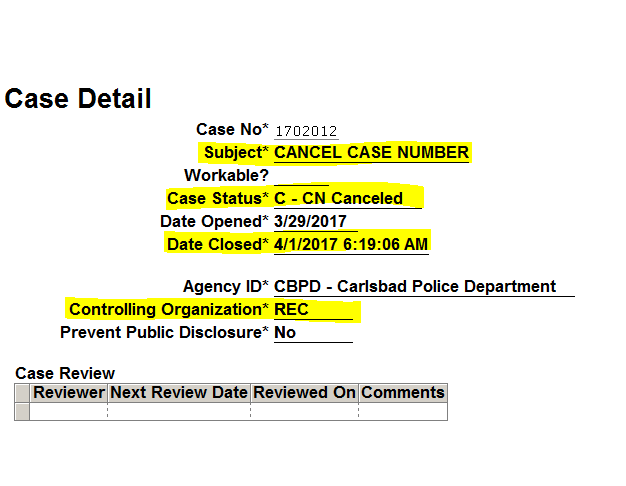 Case Detail
Case No* 1702012
Subject* CANCEL CASE NUMBER
Workable?
Case Status* C - CN Canceled
Date Opened* 3/29/2017
Date Closed* 4/1/2017 6:19:06 AM
Agency ID* CBPD - Carlsbad Police Department
Controlling Organization* REC
Prevent Public Disclosure* No
Case Review
Reviewer Next Review Date Reviewed On Comments